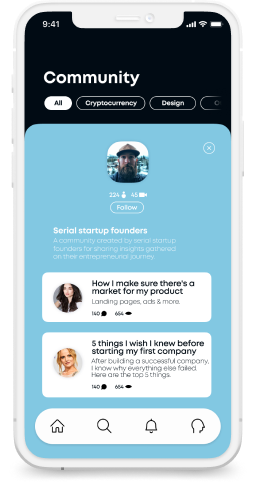 9:41
Community
All Cryptocurrency Design
224 45
Follow
Serial startup founders
A community created by serial startup
founders for sharing insights gathered
on their entrepreneurial journey.
How I make sure there's a
market for my product
Landing pages, ads & more.
140 654
5 things I wish I knew before
starting my first company
After building a successful company,
I know why everything else failed.
Here are the top 5 things.
140 654